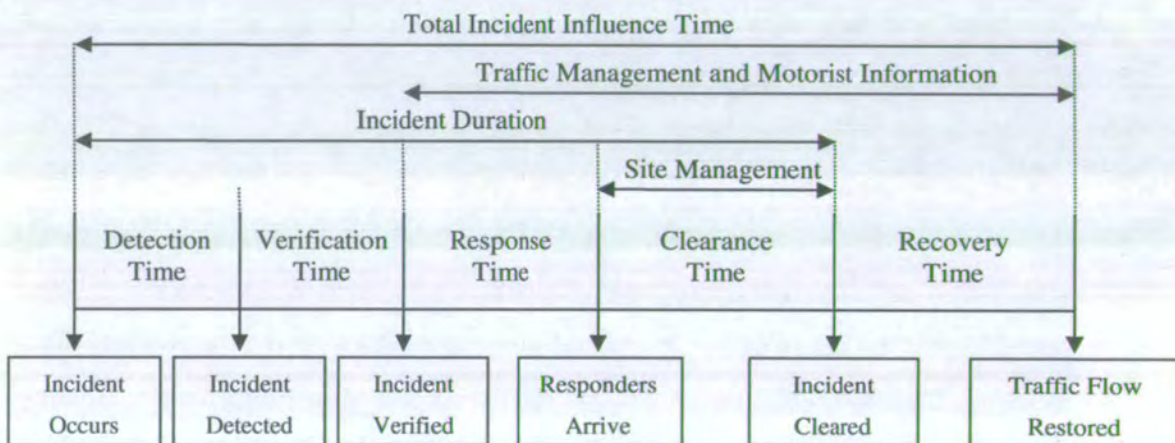 Total Incident Influence Time
Traffic Management and Motorist Information
Incident Duration
Site Management
Detection Time
Verification Time
Response Time
Clearance Time
Recovery Time
Incident Occurs
Incident Detected
Incident Verified
Responders Arrive
Incident Cleared
Traffic Flow Restored